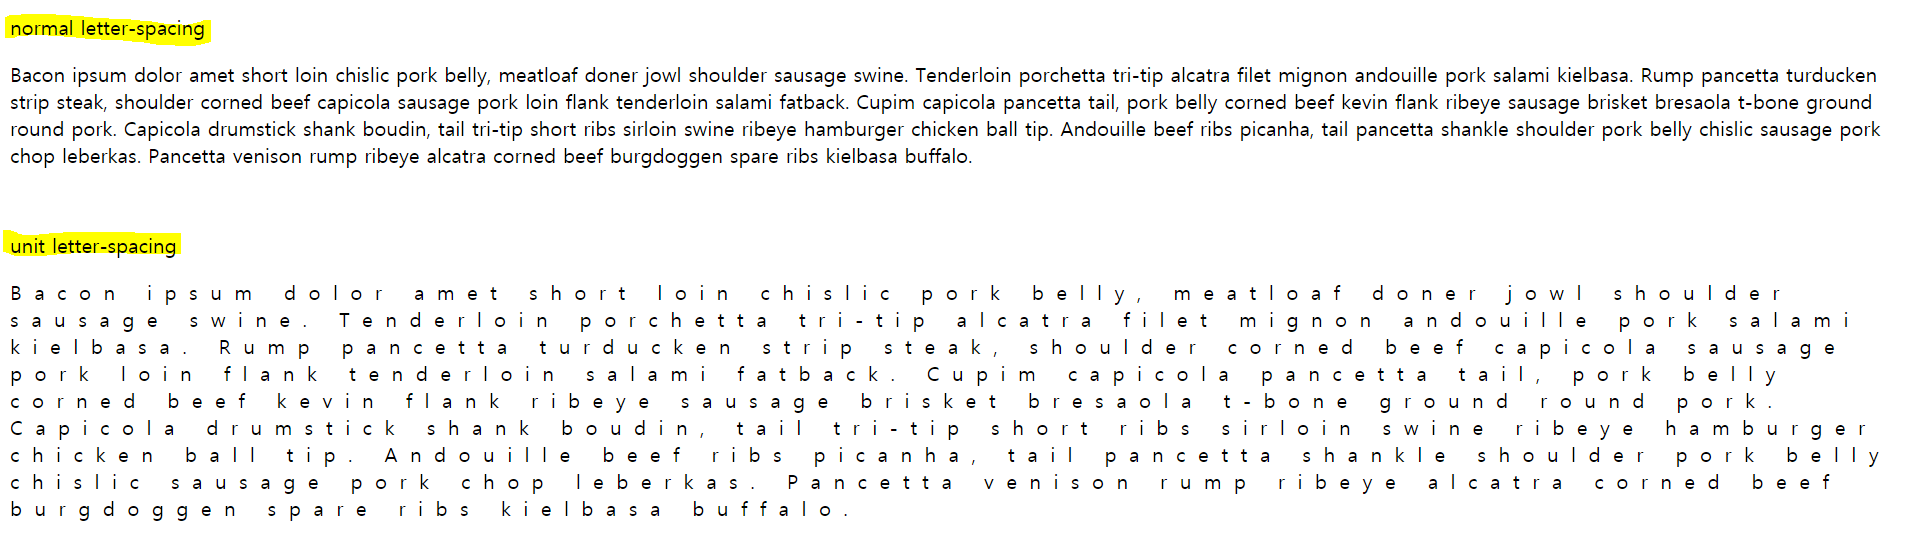 normal letter-spacing
Bacon ipsum dolor amet short loin chislic pork belly, meatloaf doner jowl shoulder sausage swine. Tenderloin porchetta tri-tip alcatra filet mignon andouille pork salami kielbasa. Rump pancetta turducken
strip steak, shoulder corned beef capicola sausage pork loin flank tenderloin salami fatback. Cupim capicola pancetta tail, pork belly corned beef kevin flank ribeye sausage brisket bresaola t-bone ground
round pork. Capicola drumstick shank boudin, tail tri-tip short ribs sirloin swine ribeye hamburger chicken ball tip. Andouille beef ribs picanha, tail pancetta shankle shoulder pork belly chislic sausage pork
chop leberkas. Pancetta venison rump ribeye alcatra corned beef burgdoggen spare ribs kielbasa buffalo.
unit letter-spacing
Bacon ipsum dolor amet short loin chislic pork belly, meatloaf doner jowl shoulder
sausage swine. Tenderloin porchetta tri-tip alcatra filet mignon andouille pork salami
kielbasa. Rump pancetta turducken strip steak, shoulder corned beef capicola sausage
pork loin flank tenderloin salami fatback. Cupim capicola pancetta tail, pork belly
corned beef kevin flank ribeye sausage brisket bresaola t-bone ground round pork.
Capicola drumstick shank boudin, tail tri-tip short ribs sirloin swine ribeye hamburger
chicken ball tip. Andouille beef ribs picanha, tail pancetta shankle shoulder pork belly
chislic sausage pork chop leberkas. Pancetta venison rump ribeye alcatra corned beef
burgdoggen spare ribs kielbasa buffalo.